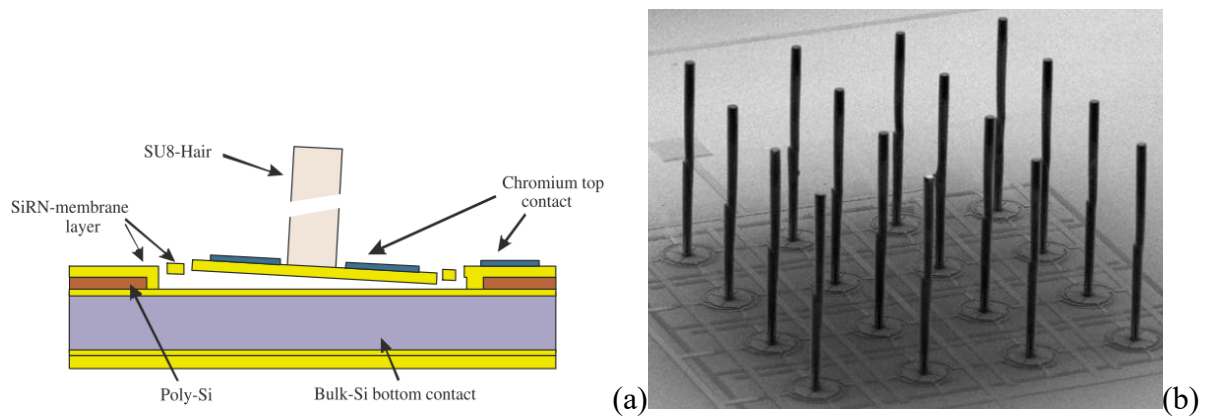 SU8-Hair
Chromium top
contact
SiRN-membrane
layer
Poly-Si
Bulk-Si bottom contact
(a)
(b)